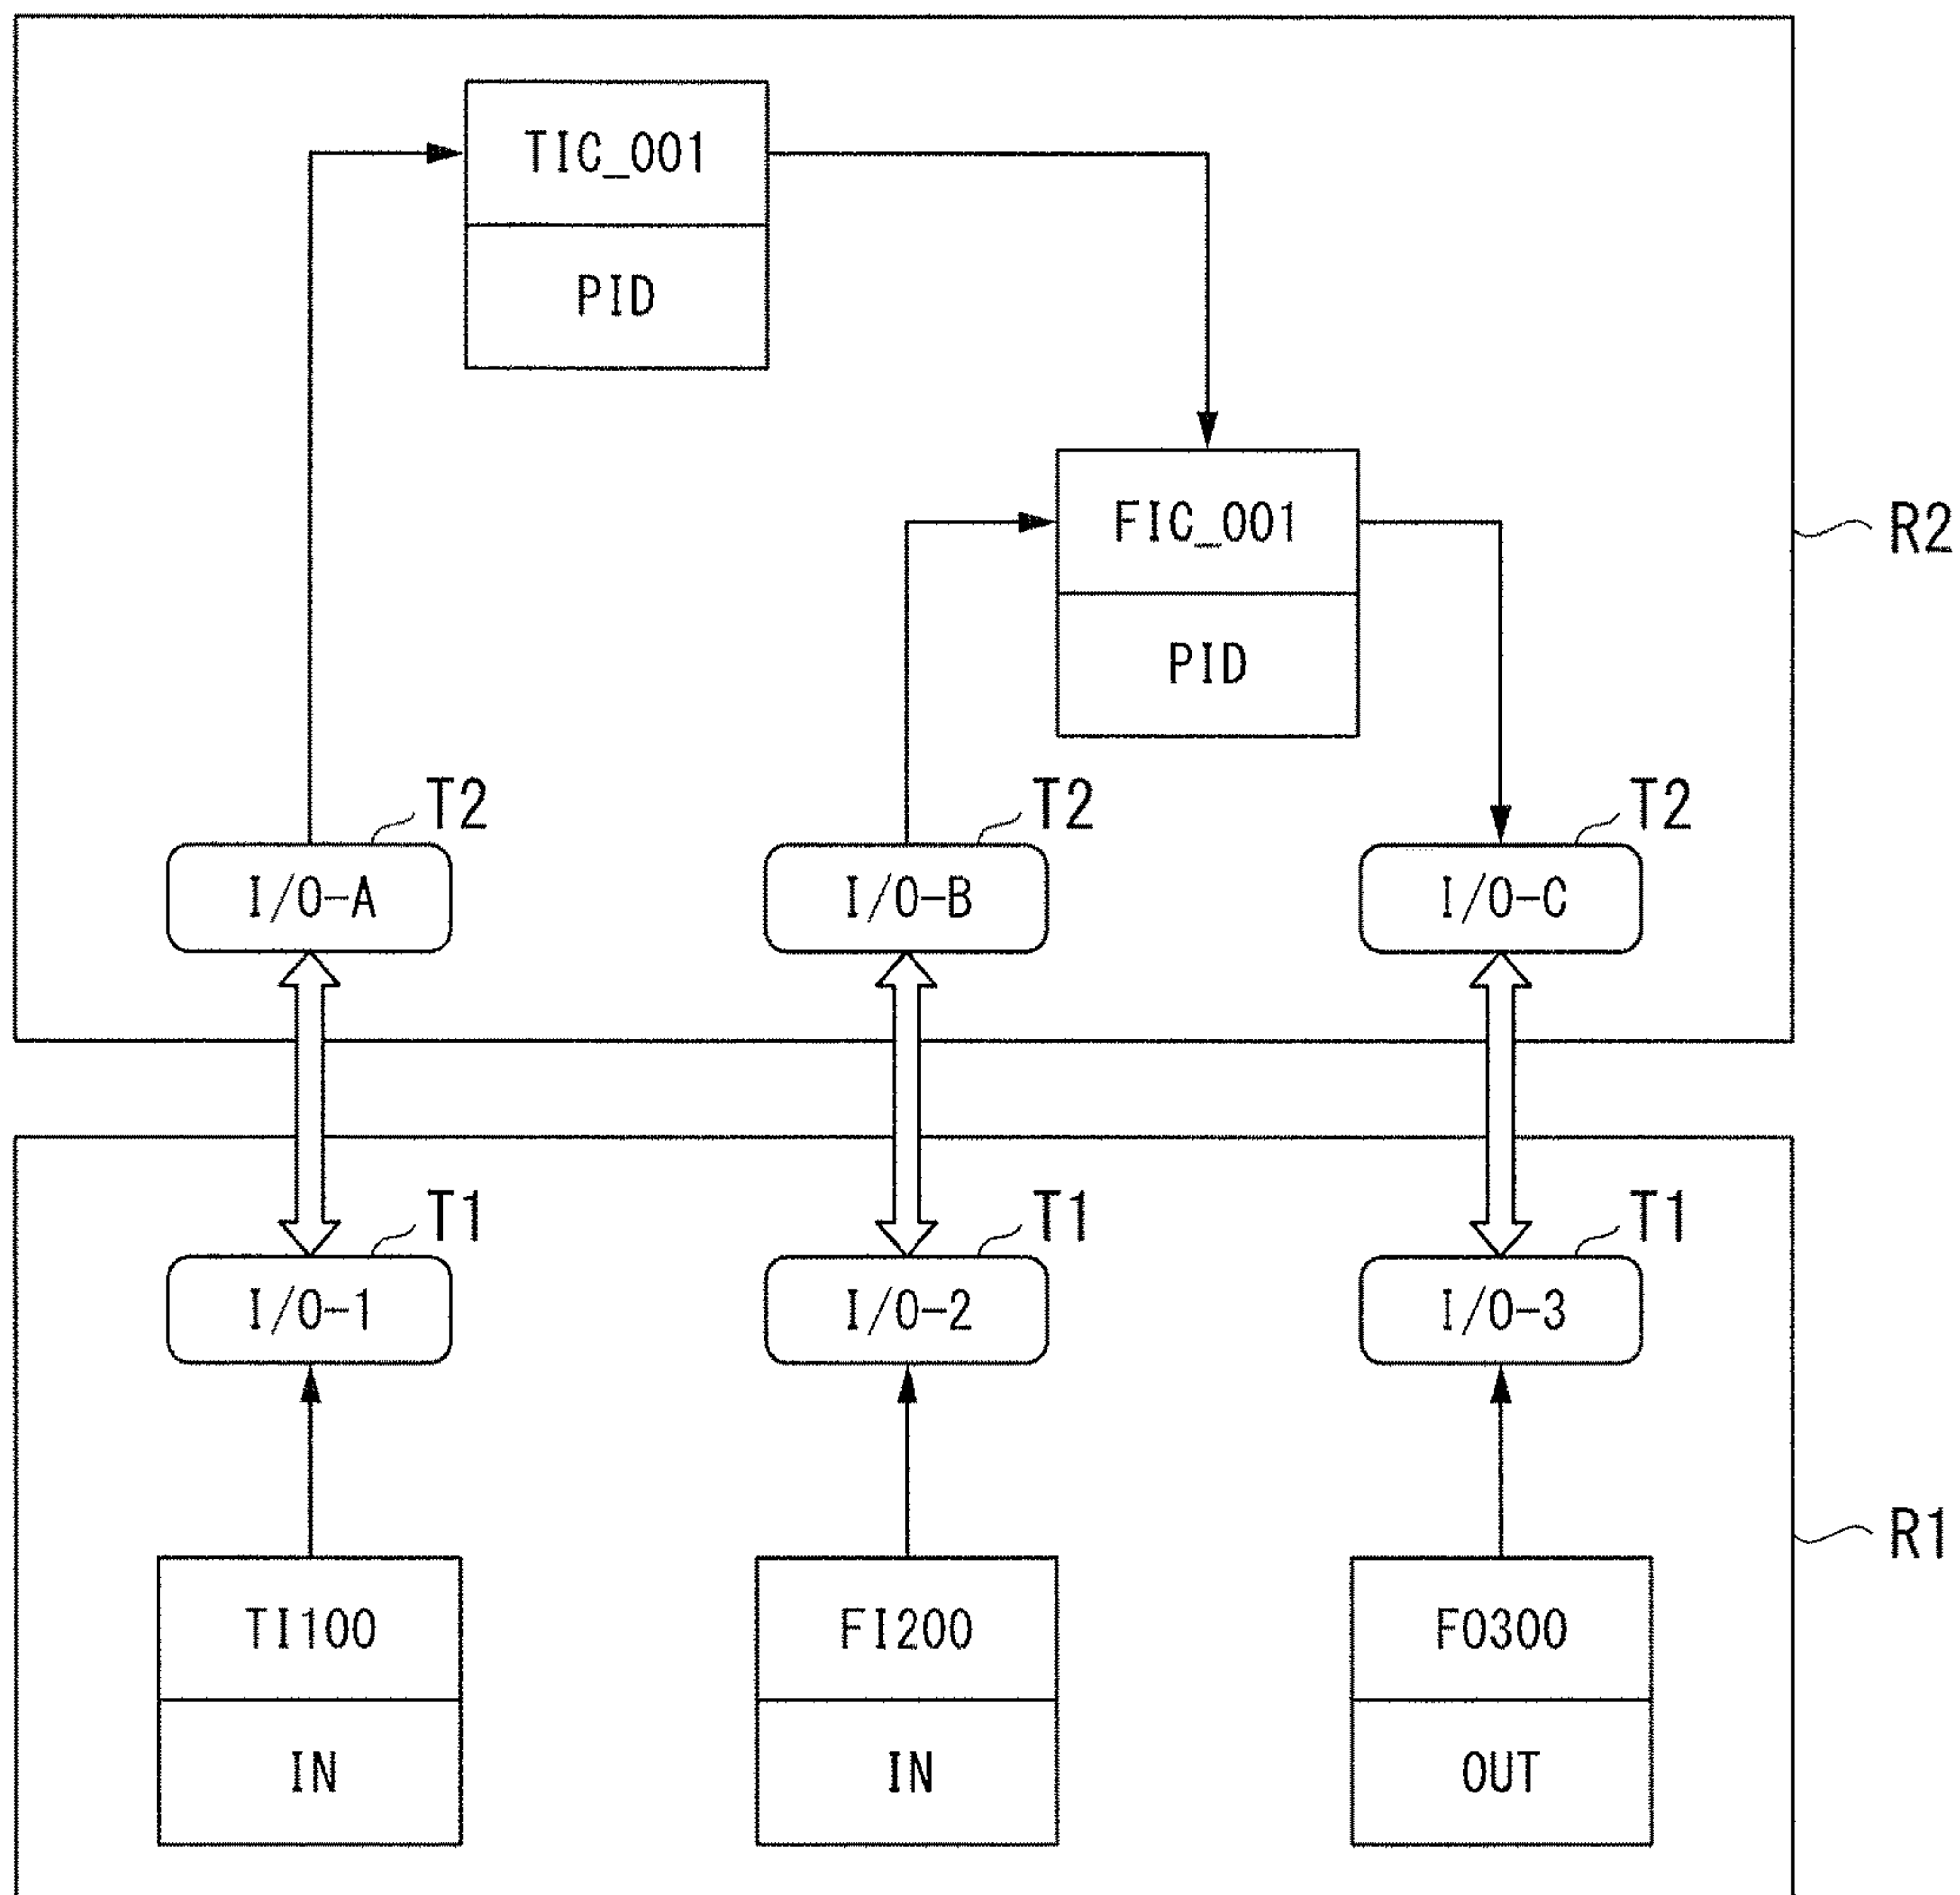 TIC_001
PID
FIC_001
PID
R2
T2
T2
T2
I/O-A
I/O-B
I/O-C
T1
T1
T1
I/O-1
I/O-2
I/O-3
R1
TI100
FI200
FO300
IN
IN
OUT